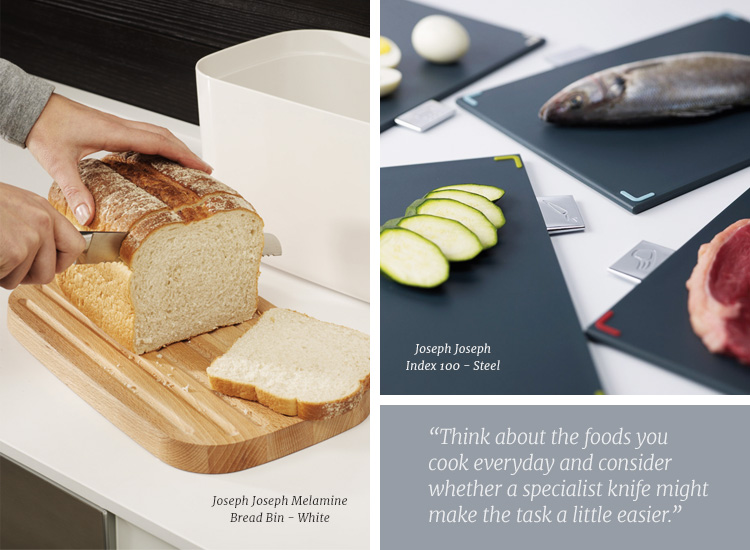 Joseph Joseph Melamine
Bread Bin - White
Joseph Joseph
Index 100 - Steel
“Think about the foods you
cook everyday and consider
whether a specialist knife might
make the task a little easier.”